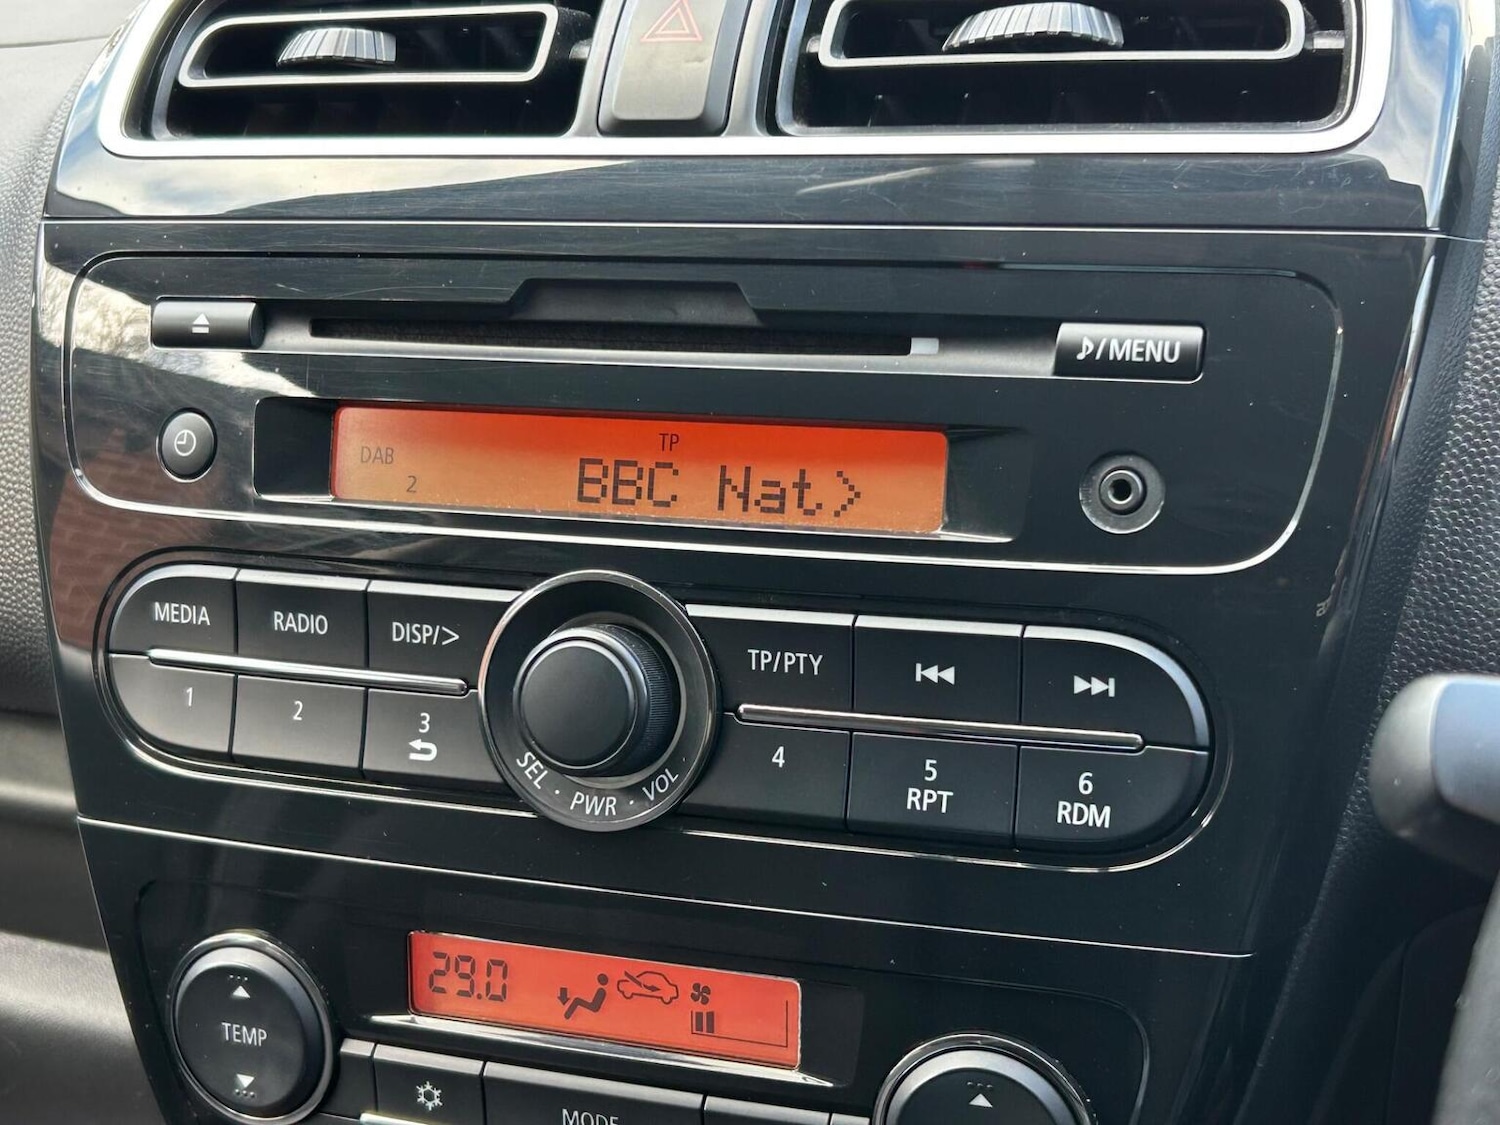 ♪/MENU
TP
DAB
2
BBC Nat>
MEDIA
RADIO
DISP/>
TP/PTY
1
2
3
4
5
RPT
6
RDM
SEL · PWR · VOL
29.0
TEMP
MODE